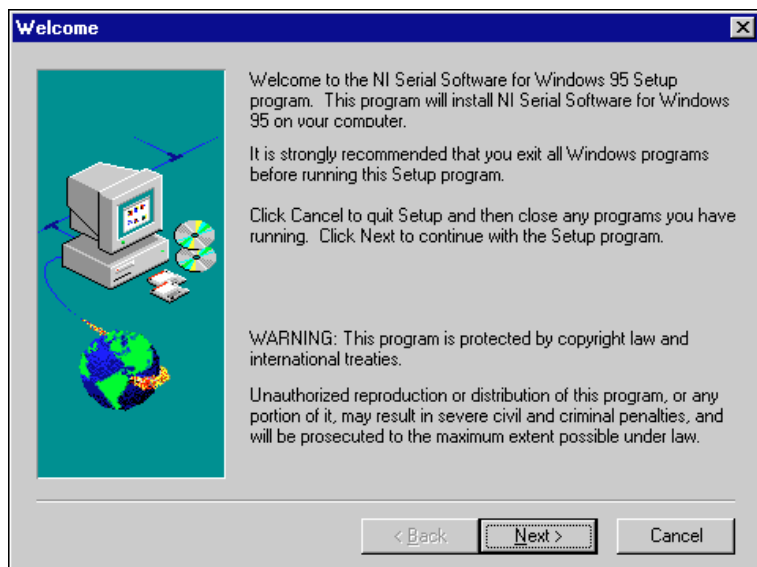 Welcome
Welcome to the NI Serial Software for Windows 95 Setup
program. This program will install NI Serial Software for Windows
95 on your computer.
It is strongly recommended that you exit all Windows programs
before running this Setup program.
Click Cancel to quit Setup and then close any programs you have
running. Click Next to continue with the Setup program.
WARNING: This program is protected by copyright law and
international treaties.
Unauthorized reproduction or distribution of this program, or any
portion of it, may result in severe civil and criminal penalties, and
will be prosecuted to the maximum extent possible under law.
< Back Next > Cancel